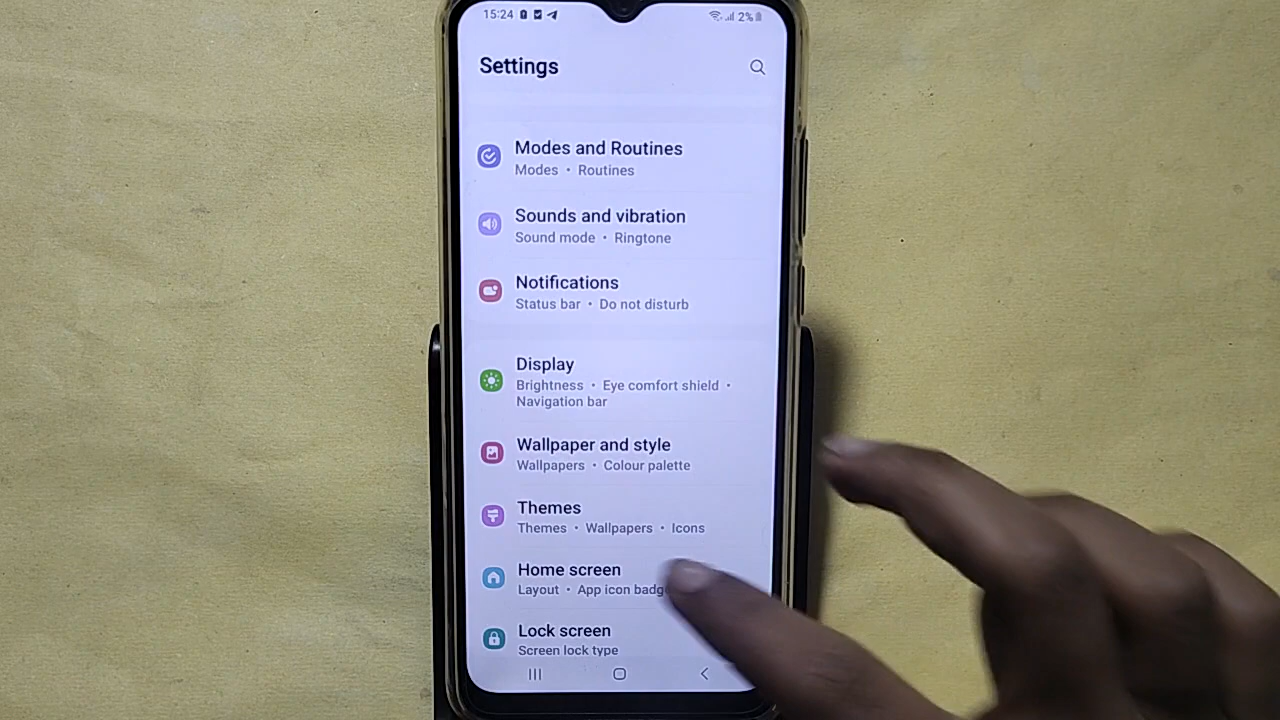 15:24 2%
Settings
Modes and Routines
Modes • Routines
Sounds and vibration
Sound mode • Ringtone
Notifications
Status bar • Do not disturb
Display
Brightness • Eye comfort shield •
Navigation bar
Wallpaper and style
Wallpapers • Colour palette
Themes
Themes • Wallpapers • Icons
Home screen
Layout • App icon
Lock screen
Screen lock type